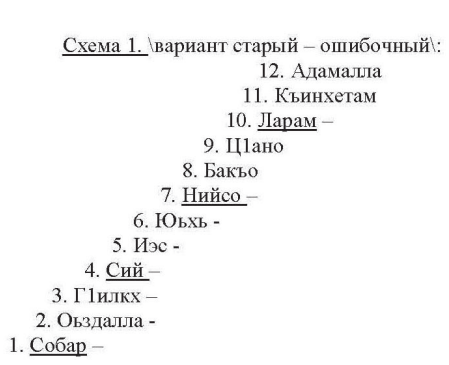 Схема 1. \вариант старый – ошибочный\:
12. Адамалла
11. Къинхетам
10. Ларам –
9. Ц1ано
8. Бакъо
7. Нийсо –
6. Юьхь -
5. Иэс -
4. Сий –
3. Г1илкх –
2. Оьздалла -
1. Собар –